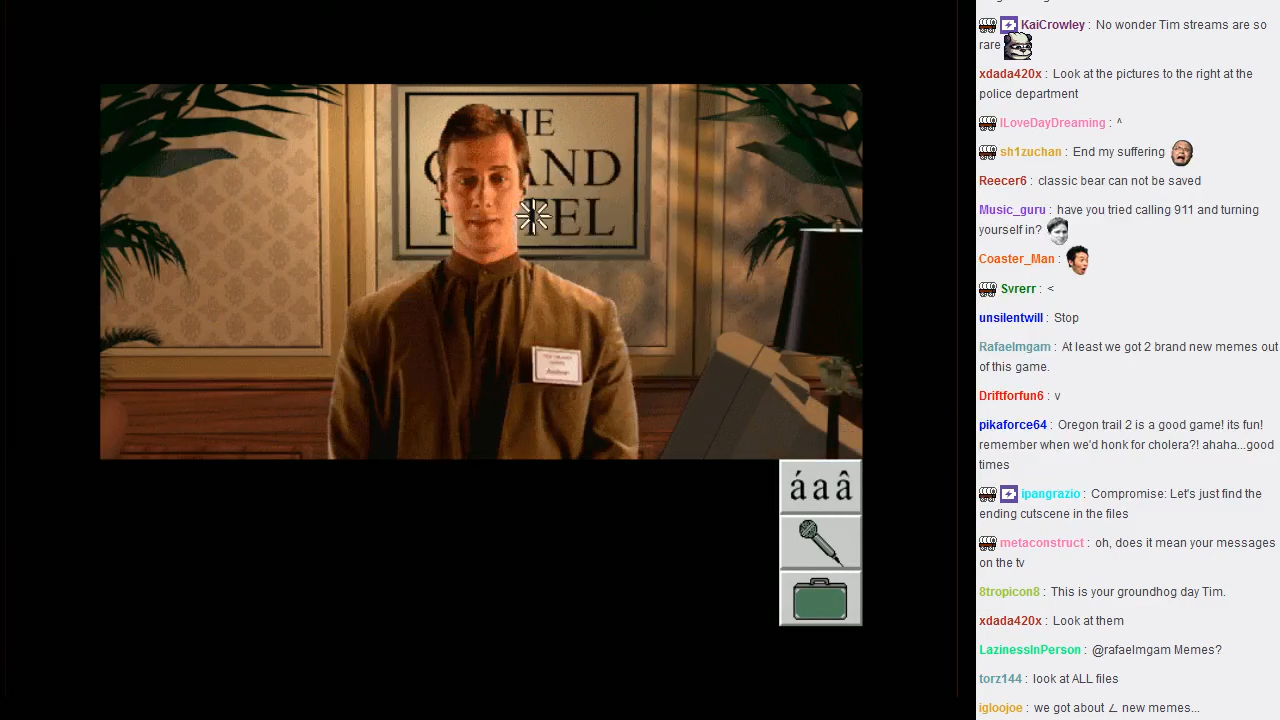 THE
GRAND
HOTEL
á a â
KaiCrowley : No wonder Tim streams are so
rare
xdada420x : Look at the pictures to the right at the
police department
ILoveDayDreaming : ^
sh1zuchan : End my suffering
Reecer6 : classic bear can not be saved
Music_guru : have you tried calling 911 and turing
yourself in?
Coaster_Man :
Svrerr : <
unsilentwill : Stop
Rafaelmgam : At least we got 2 brand new memes out
of this game.
Driftforfun6 : v
pikaforce64 : Oregon trail 2 is a good game! its fun!
remember when we'd honk for cholera?! ahaha...good
times
ipangrazio : Compromise: Let's just find the
ending cutscene in the files
metaconstruct : oh, does it mean your messages
on the tv
8tropicon8 : This is your groundhog day Tim.
xdada420x : Look at them
LazinessInPerson : @rafaelmgam Memes?
torz144 : look at ALL files
igloojoe : we got about ∠ new memes...